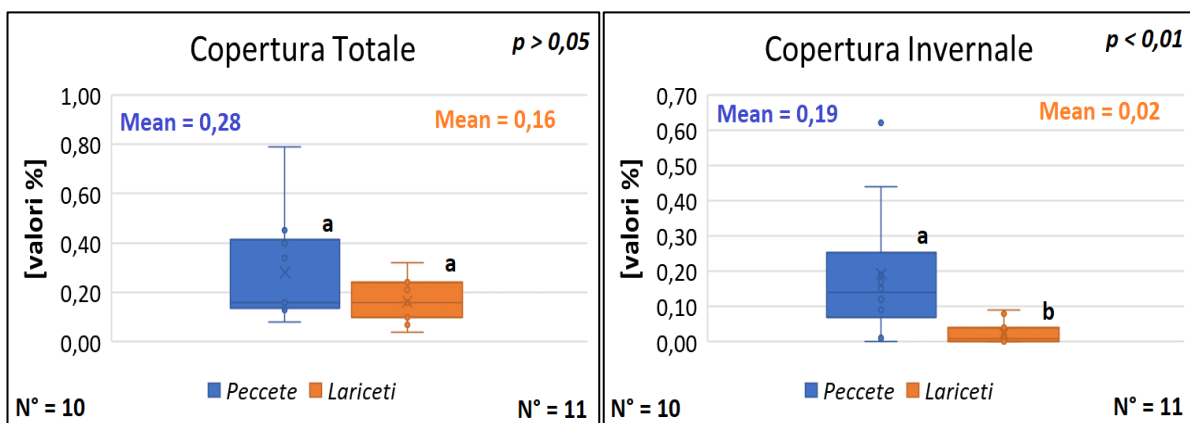 Copertura Totale
p > 0,05
Mean = 0,28
Mean = 0,16
[valori %]
1,00
0,80
0,60
0,40
0,20
0,00
a
a
Peccete
Lariceti
N° = 10
N° = 11
Copertura Invernale
p < 0,01
Mean = 0,19
Mean = 0,02
[valori %]
0,70
0,60
0,50
0,40
0,30
0,20
0,10
0,00
a
b
Peccete
Lariceti
N° = 10
N° = 11